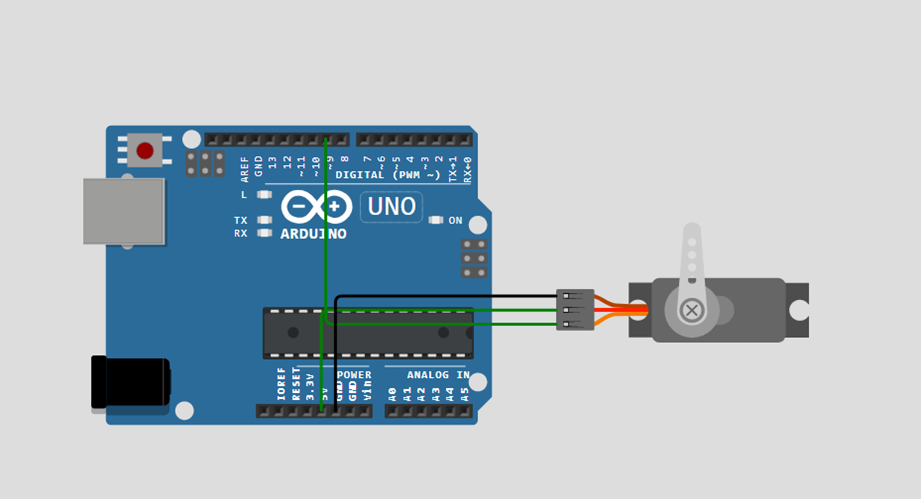 AREF
GND
13
12
~11
~10
~9
8
7
~6
~5
4
~3
2
TX→1
RX←0
DIGITAL (PWM ~)
L
TX
RX
UNO
ON
ARDUINO
POWER
ANALOG IN
IOREF
RESET
3.3V
5V
GND
GND
Vin
A0
A1
A2
A3
A4
A5